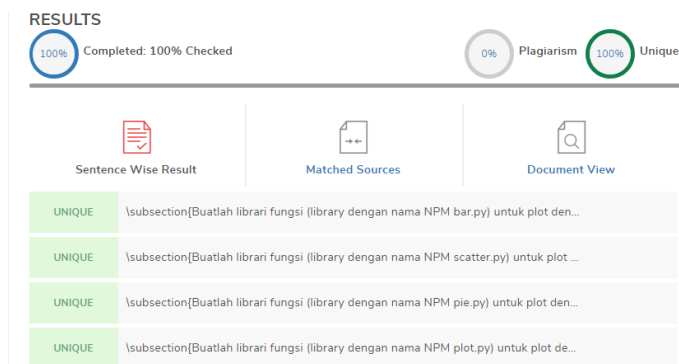 RESULTS
100% Completed: 100% Checked 0% Plagiarism 100% Unique
Sentence Wise Result Matched Sources Document View
UNIQUE \subsection{Buatlah librari fungsi (library dengan nama NPM bar.py) untuk plot den...
UNIQUE \subsection{Buatlah librari fungsi (library dengan nama NPM scatter.py) untuk plot ...
UNIQUE \subsection{Buatlah librari fungsi (library dengan nama NPM pie.py) untuk plot den...
UNIQUE \subsection{Buatlah librari fungsi (library dengan nama NPM plot.py) untuk plot de...